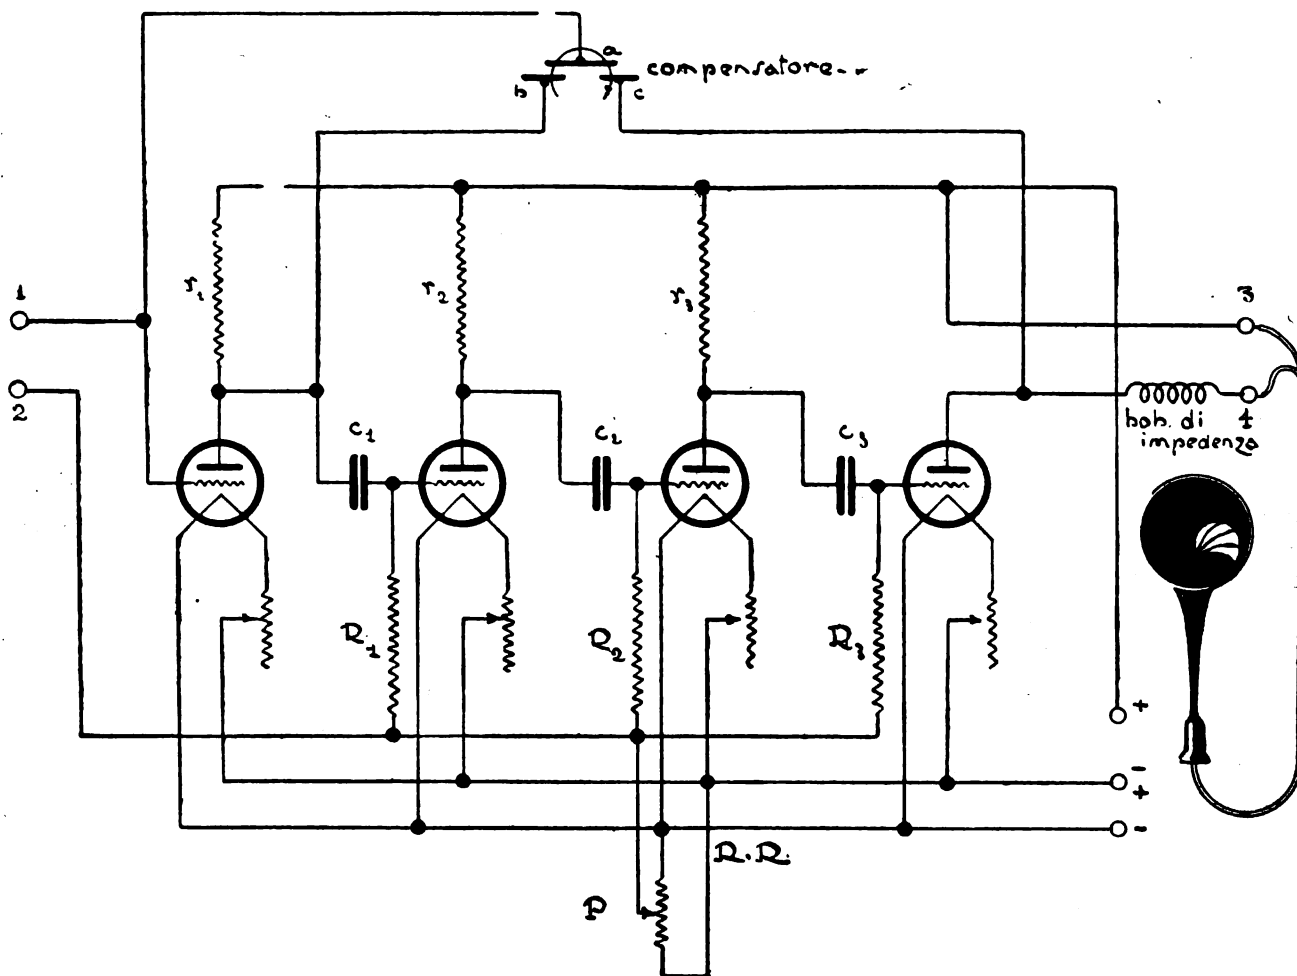 a
compensatore
b
c
r₁
r₂
r₃
1
2
3
4
bob. di
impedenza
C₁
C₂
C₃
R₁
R₂
R₃
+
-
+
-
R.R.
P